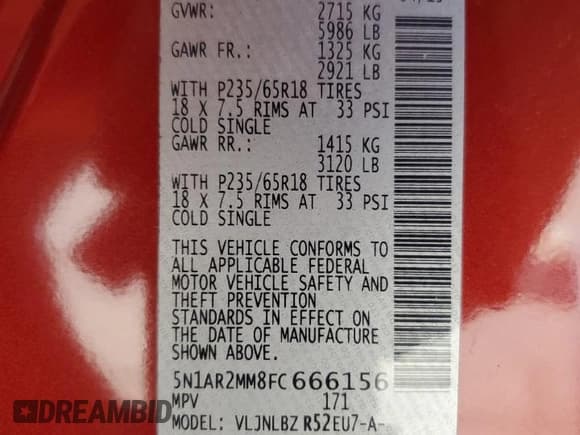 GVWR: 2715 KG
5986 LB
GAWR FR.: 1325 KG
2921 LB
WITH P235/65R18 TIRES
18 X 7.5 RIMS AT 33 PSI
COLD SINGLE
GAWR RR.: 1415 KG
3120 LB
WITH P235/65R18 TIRES
18 X 7.5 RIMS AT 33 PSI
COLD SINGLE
THIS VEHICLE CONFORMS TO
ALL APPLICABLE FEDERAL
MOTOR VEHICLE SAFETY AND
THEFT PREVENTION
STANDARDS IN EFFECT ON
THE DATE OF MANUFACTURE
SHOWN ABOVE.
5N1AR2MM8FC666156
MPV 171
MODEL: VLJNLBZ R52EU7-A-
DEALER'S CLUB
BIDFAX